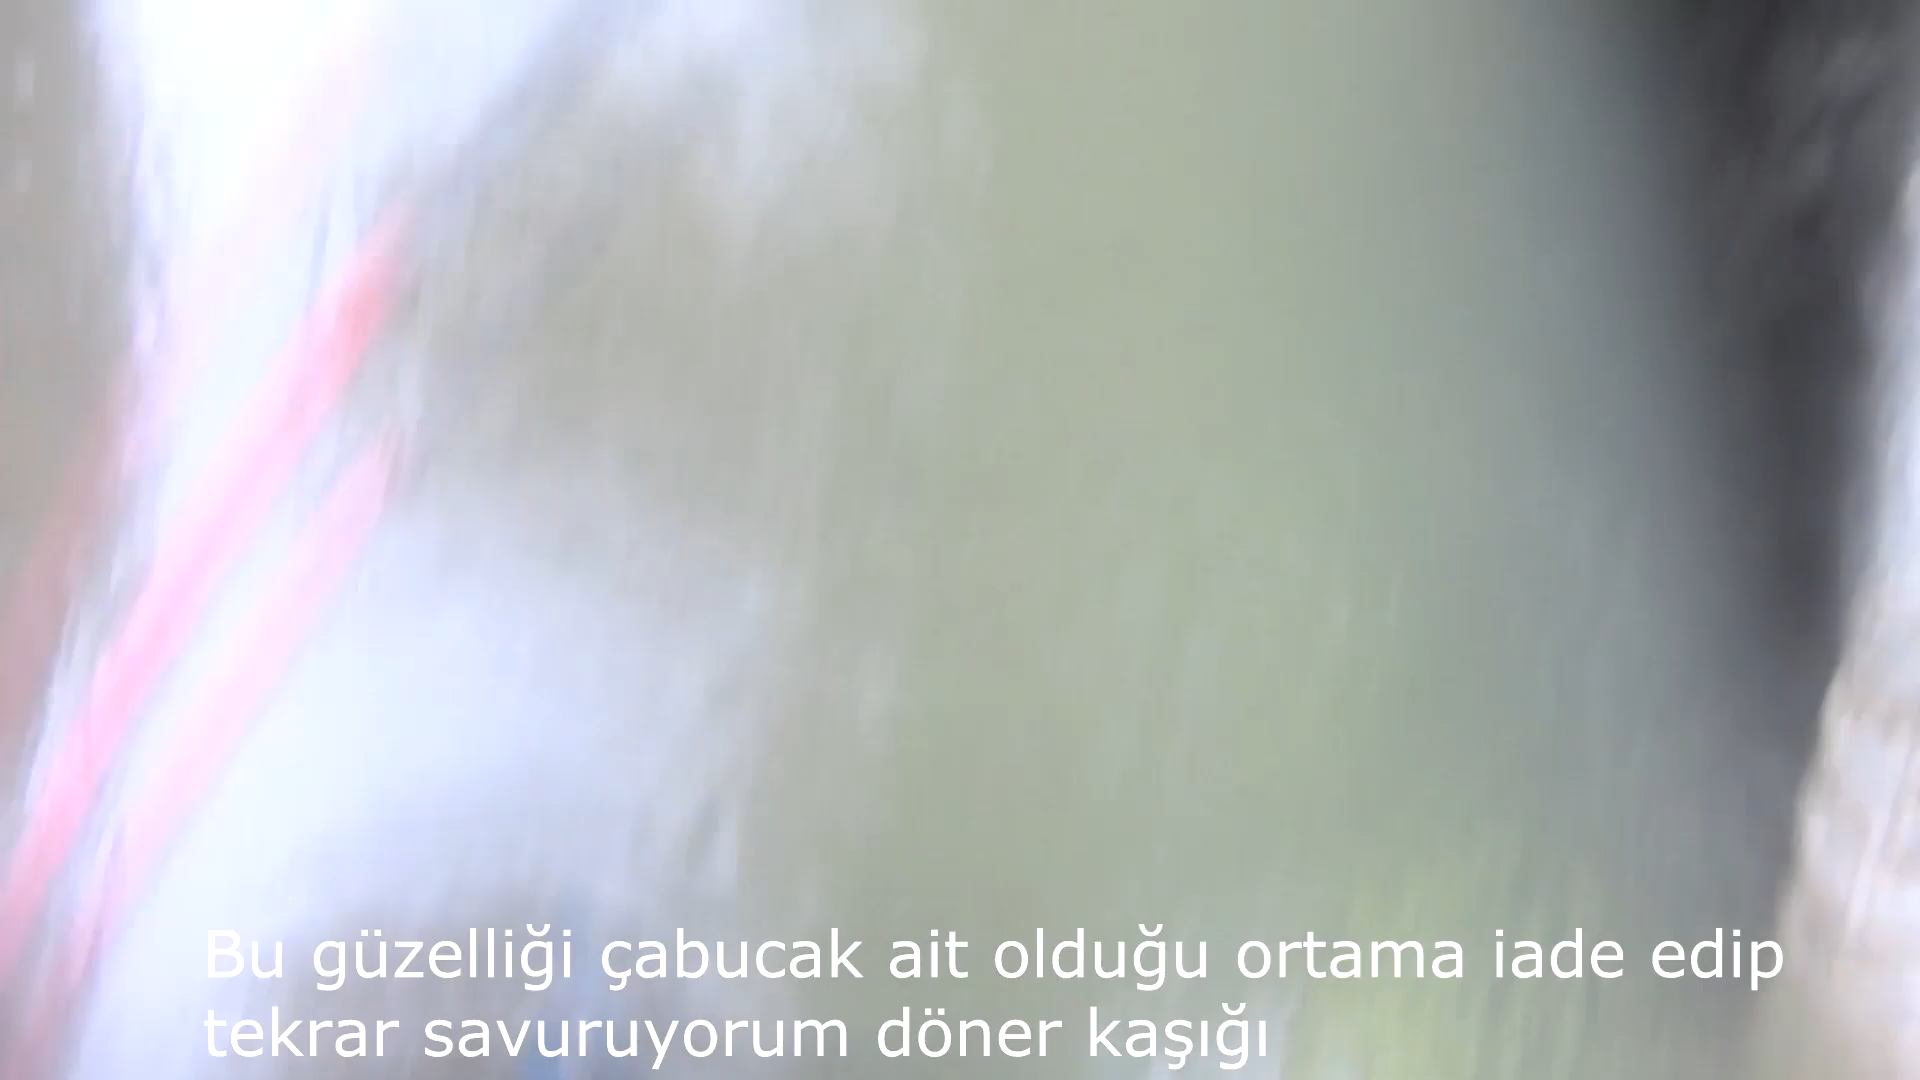 Bu güzelliği çabucak ait olduğu ortama iade edip
tekrar savuruyorum döner kaşığı